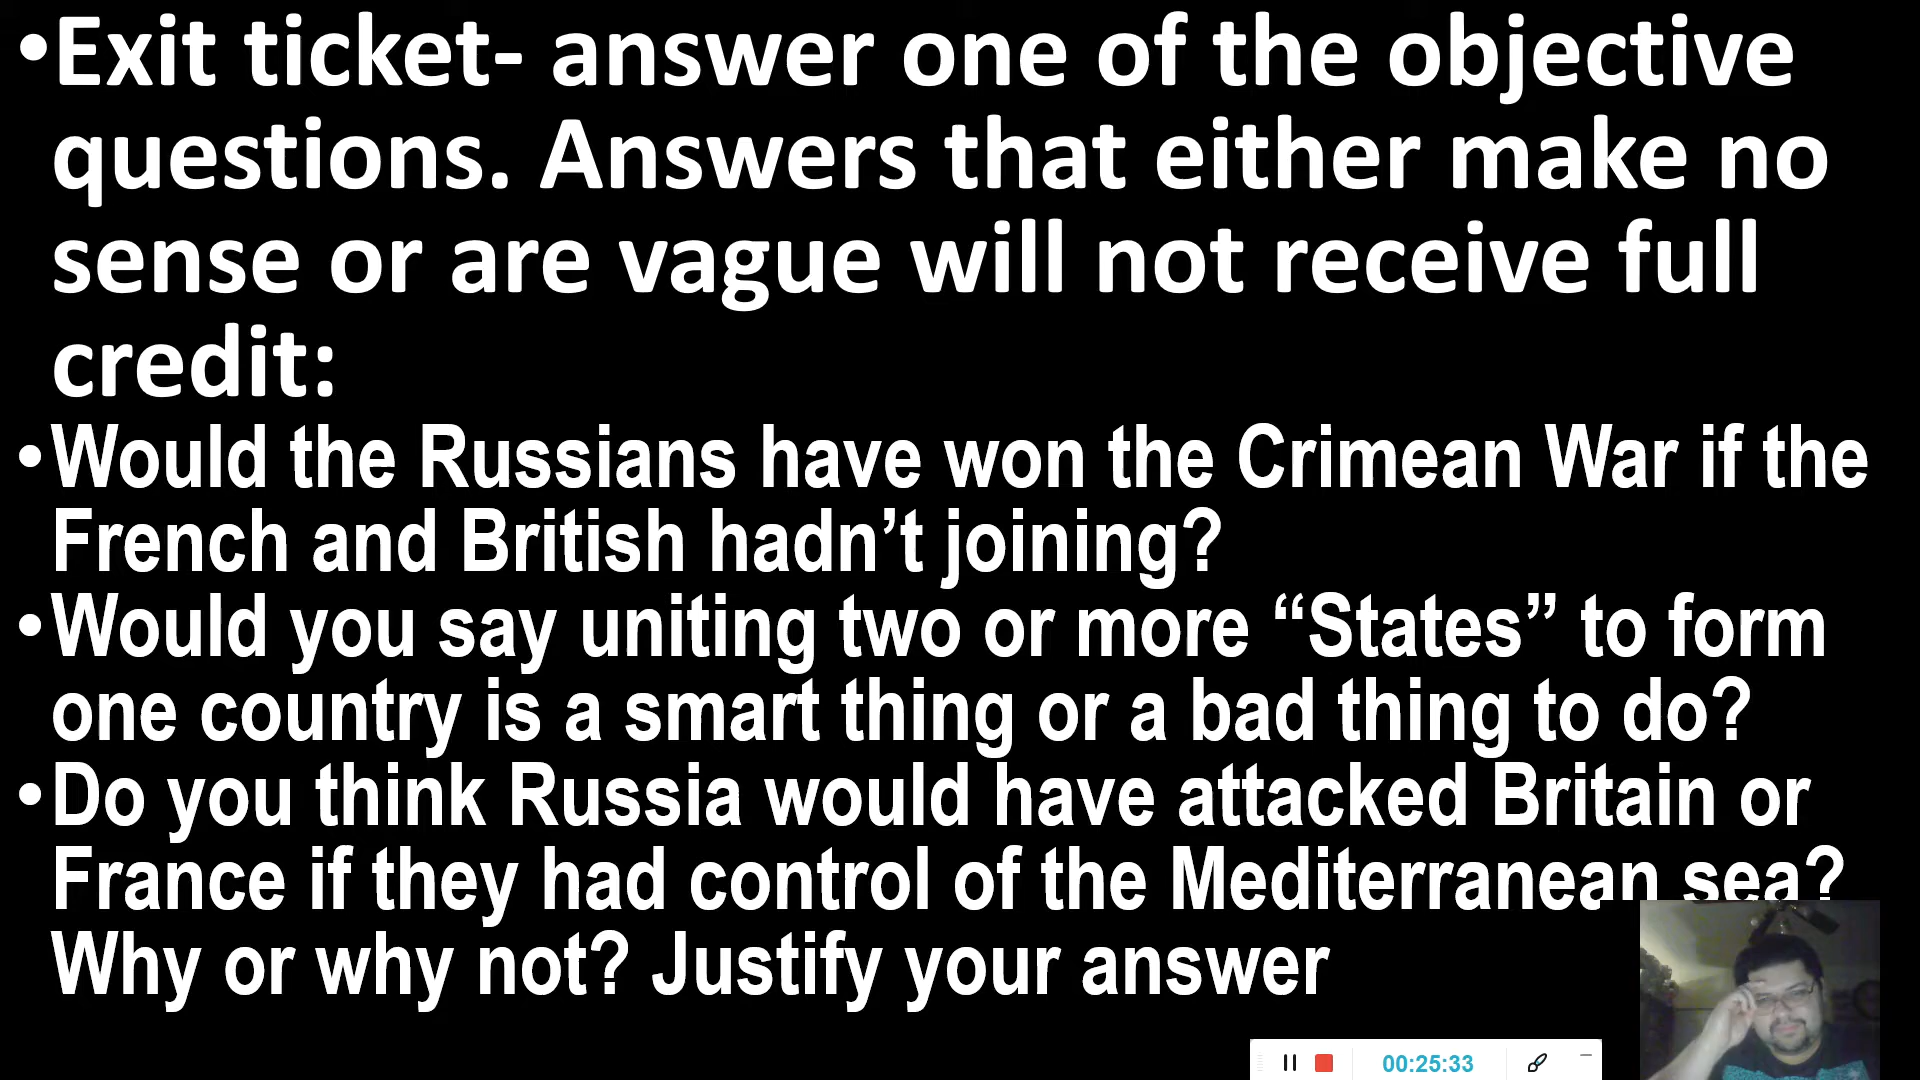 •Exit ticket- answer one of the objective
questions. Answers that either make no
sense or are vague will not receive full
credit:
•Would the Russians have won the Crimean War if the
French and British hadn’t joining?
•Would you say uniting two or more “States” to form
one country is a smart thing or a bad thing to do?
•Do you think Russia would have attacked Britain or
France if they had control of the Mediterranean sea?
Why or why not? Justify your answer
00:25:33